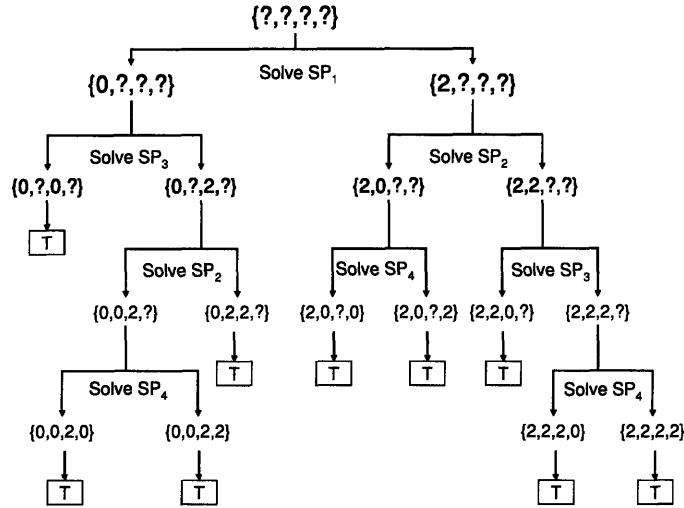 {?,?,?,?}
Solve SP₁
{0,?,?,?} {2,?,?,?}
Solve SP₃ Solve SP₂
{0,?,0,?} {0,?,2,?} {2,0,?,?} {2,2,?,?}
T
Solve SP₂ Solve SP₄ Solve SP₃
{0,0,2,?} {0,2,2,?} {2,0,?,0} {2,0,?,2} {2,2,0,?} {2,2,2,?}
T T T T
Solve SP₄ Solve SP₄
{0,0,2,0} {0,0,2,2} {2,2,2,0} {2,2,2,2}
T T T T